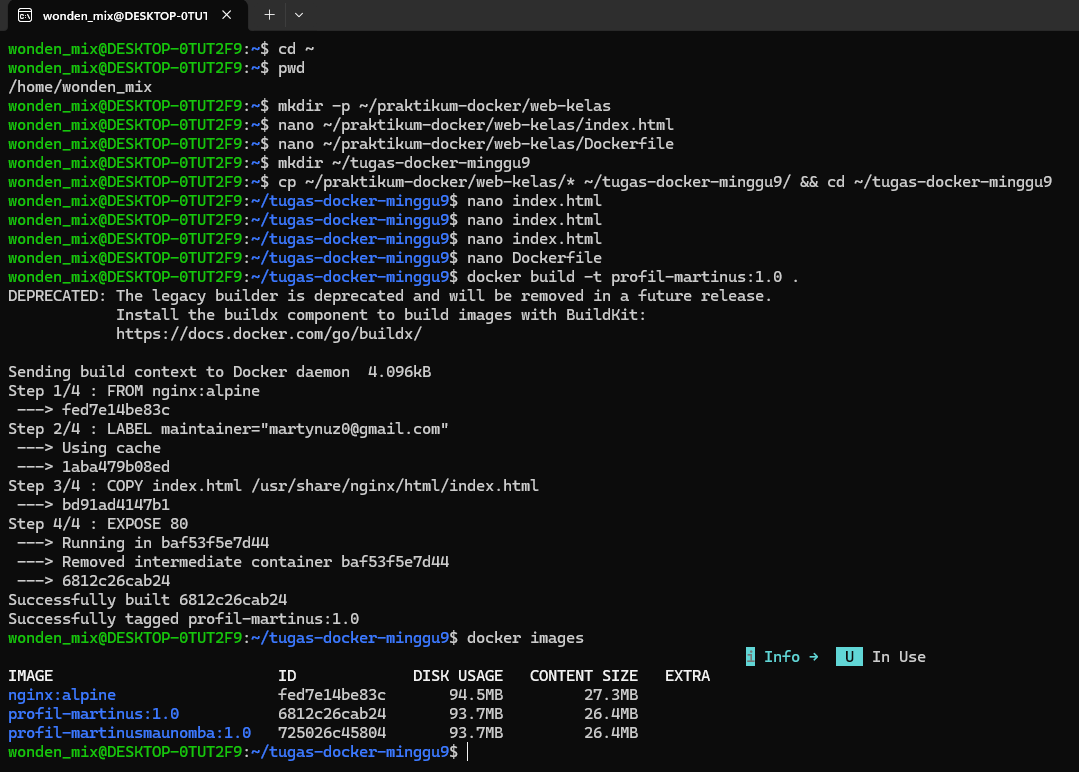 wonden_mix@DESKTOP-0TUT
wonden_mix@DESKTOP-0TUT2F9:~$ cd ~
wonden_mix@DESKTOP-0TUT2F9:~$ pwd
/home/wonden_mix
wonden_mix@DESKTOP-0TUT2F9:~$ mkdir -p ~/praktikum-docker/web-kelas
wonden_mix@DESKTOP-0TUT2F9:~$ nano ~/praktikum-docker/web-kelas/index.html
wonden_mix@DESKTOP-0TUT2F9:~$ nano ~/praktikum-docker/web-kelas/Dockerfile
wonden_mix@DESKTOP-0TUT2F9:~$ mkdir ~/tugas-docker-minggu9
wonden_mix@DESKTOP-0TUT2F9:~$ cp ~/praktikum-docker/web-kelas/* ~/tugas-docker-minggu9/ && cd ~/tugas-docker-minggu9
wonden_mix@DESKTOP-0TUT2F9:~/tugas-docker-minggu9$ nano index.html
wonden_mix@DESKTOP-0TUT2F9:~/tugas-docker-minggu9$ nano index.html
wonden_mix@DESKTOP-0TUT2F9:~/tugas-docker-minggu9$ nano index.html
wonden_mix@DESKTOP-0TUT2F9:~/tugas-docker-minggu9$ nano Dockerfile
wonden_mix@DESKTOP-0TUT2F9:~/tugas-docker-minggu9$ docker build -t profil-martinus:1.0 .
DEPRECATED: The legacy builder is deprecated and will be removed in a future release.
            Install the buildx component to build images with BuildKit:
            https://docs.docker.com/go/buildx/

Sending build context to Docker daemon  4.096kB
Step 1/4 : FROM nginx:alpine
 ---> fed7e14be83c
Step 2/4 : LABEL maintainer="martynuz0@gmail.com"
 ---> Using cache
 ---> 1aba479b08ed
Step 3/4 : COPY index.html /usr/share/nginx/html/index.html
 ---> bd91ad4147b1
Step 4/4 : EXPOSE 80
 ---> Running in baf53f5e7d44
 ---> Removed intermediate container baf53f5e7d44
 ---> 6812c26cab24
Successfully built 6812c26cab24
Successfully tagged profil-martinus:1.0
wonden_mix@DESKTOP-0TUT2F9:~/tugas-docker-minggu9$ docker images
i Info →   U  In Use
IMAGE                         ID             DISK USAGE   CONTENT SIZE   EXTRA
nginx:alpine                  fed7e14be83c       94.5MB         27.3MB
profil-martinus:1.0           6812c26cab24       93.7MB         26.4MB
profil-martinusmaunomba:1.0   725026c45804       93.7MB         26.4MB
wonden_mix@DESKTOP-0TUT2F9:~/tugas-docker-minggu9$